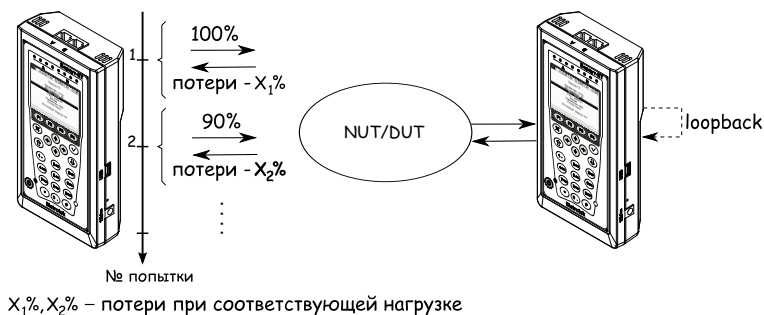 1
100%
потери - X₁%
2
90%
потери - X₂%
NUT/DUT
loopback
№ попытки
X₁%, X₂% – потери при соответствующей нагрузке